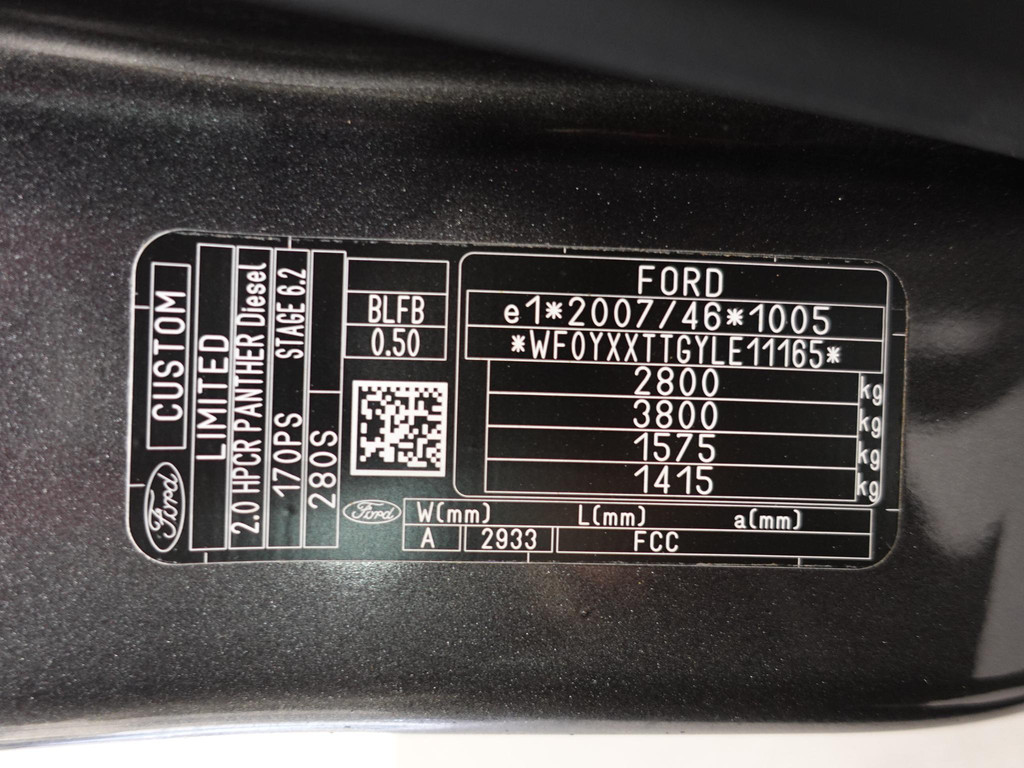 Ford
CUSTOM
LIMITED
2.0 HPCR PANTHER Diesel
170PS STAGE 6.2
280S
BLFB
0.50
FORD
e1*2007/46*1005
*WF0YXXTTGYLE11165*
2800 kg
3800 kg
1575 kg
1415 kg
Ford
W(mm) L(mm) a(mm)
A 2933 FCC